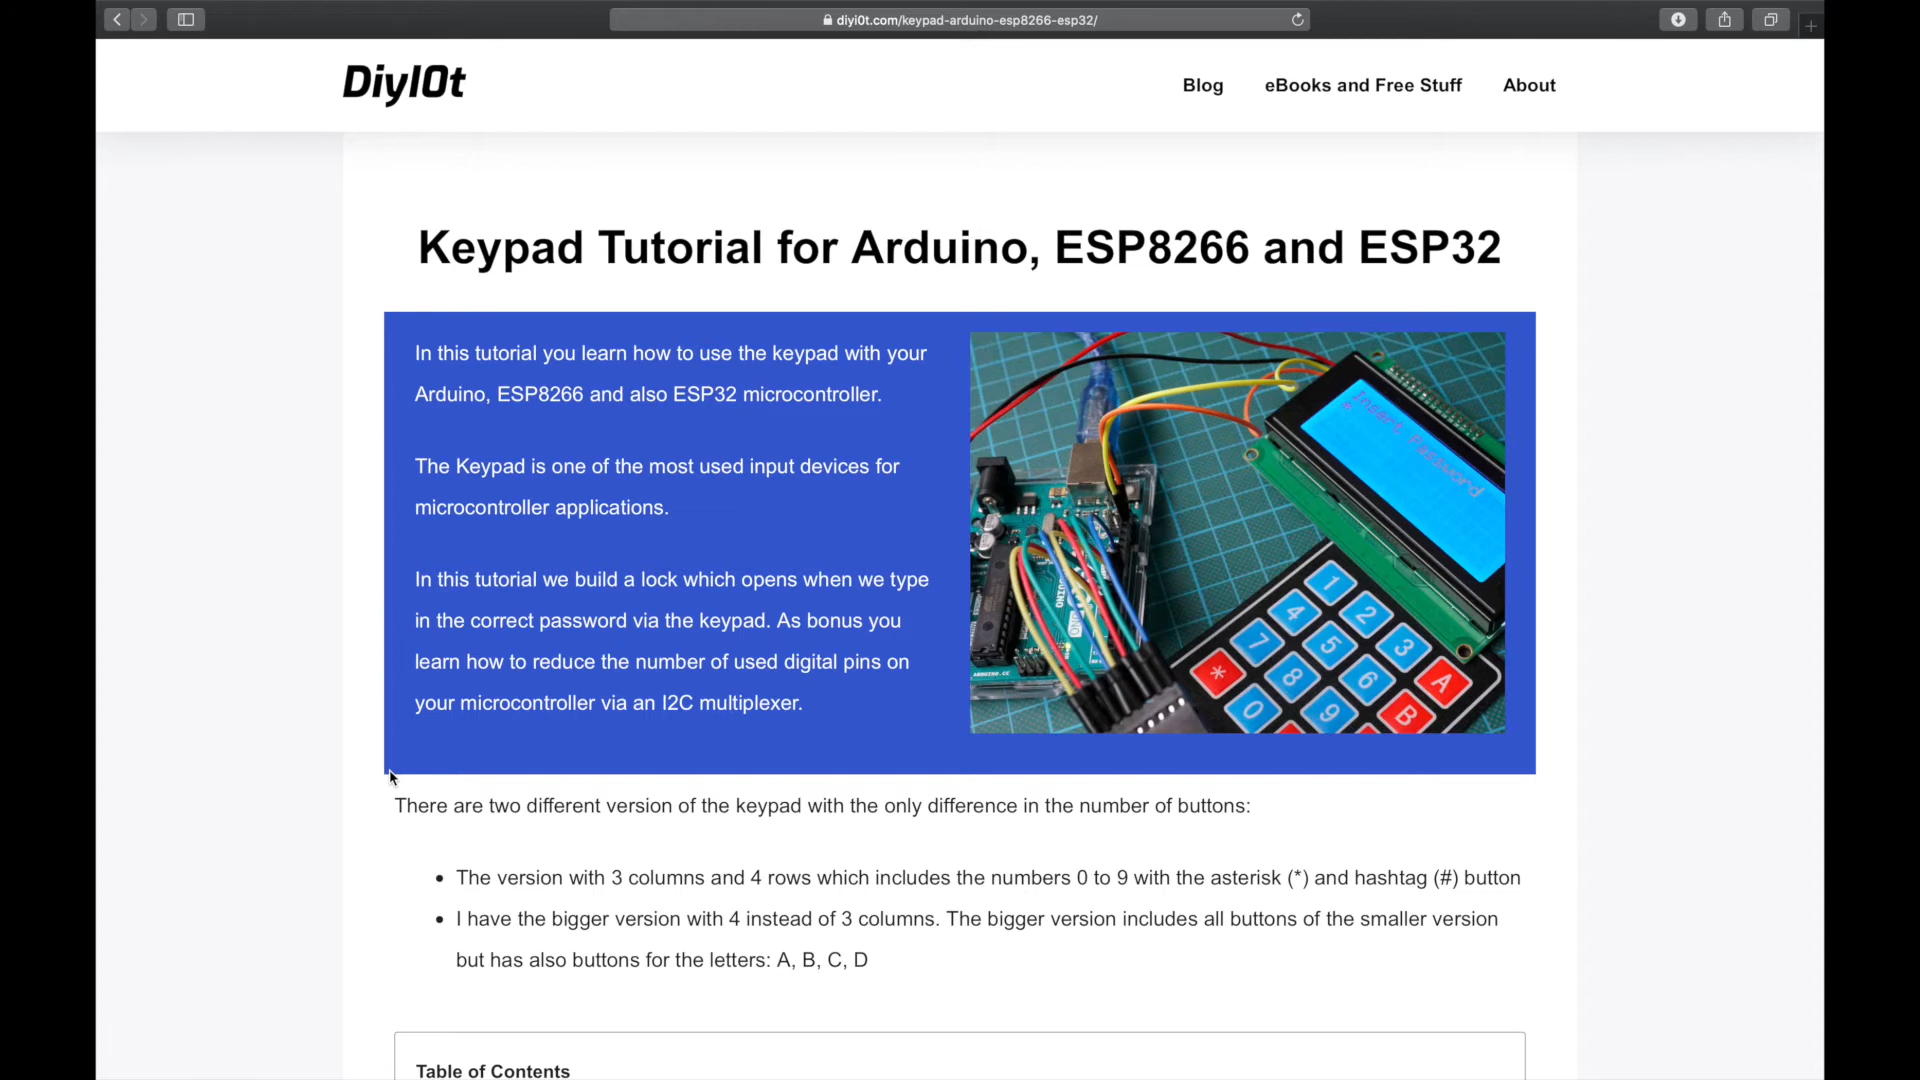 diyi0t.com/keypad-arduino-esp8266-esp32/
DiyI0t
Blog
eBooks and Free Stuff
About
Keypad Tutorial for Arduino, ESP8266 and ESP32
In this tutorial you learn how to use the keypad with your
Arduino, ESP8266 and also ESP32 microcontroller.
The Keypad is one of the most used input devices for
microcontroller applications.
In this tutorial we build a lock which opens when we type
in the correct password via the keypad. As bonus you
learn how to reduce the number of used digital pins on
your microcontroller via an I2C multiplexer.
Insert Password
*
1
2
3
A
4
5
6
B
7
8
9
*
0
UNO
ARDUINO.CC
There are two different version of the keypad with the only difference in the number of buttons:
The version with 3 columns and 4 rows which includes the numbers 0 to 9 with the asterisk (*) and hashtag (#) button
I have the bigger version with 4 instead of 3 columns. The bigger version includes all buttons of the smaller version
but has also buttons for the letters: A, B, C, D
Table of Contents